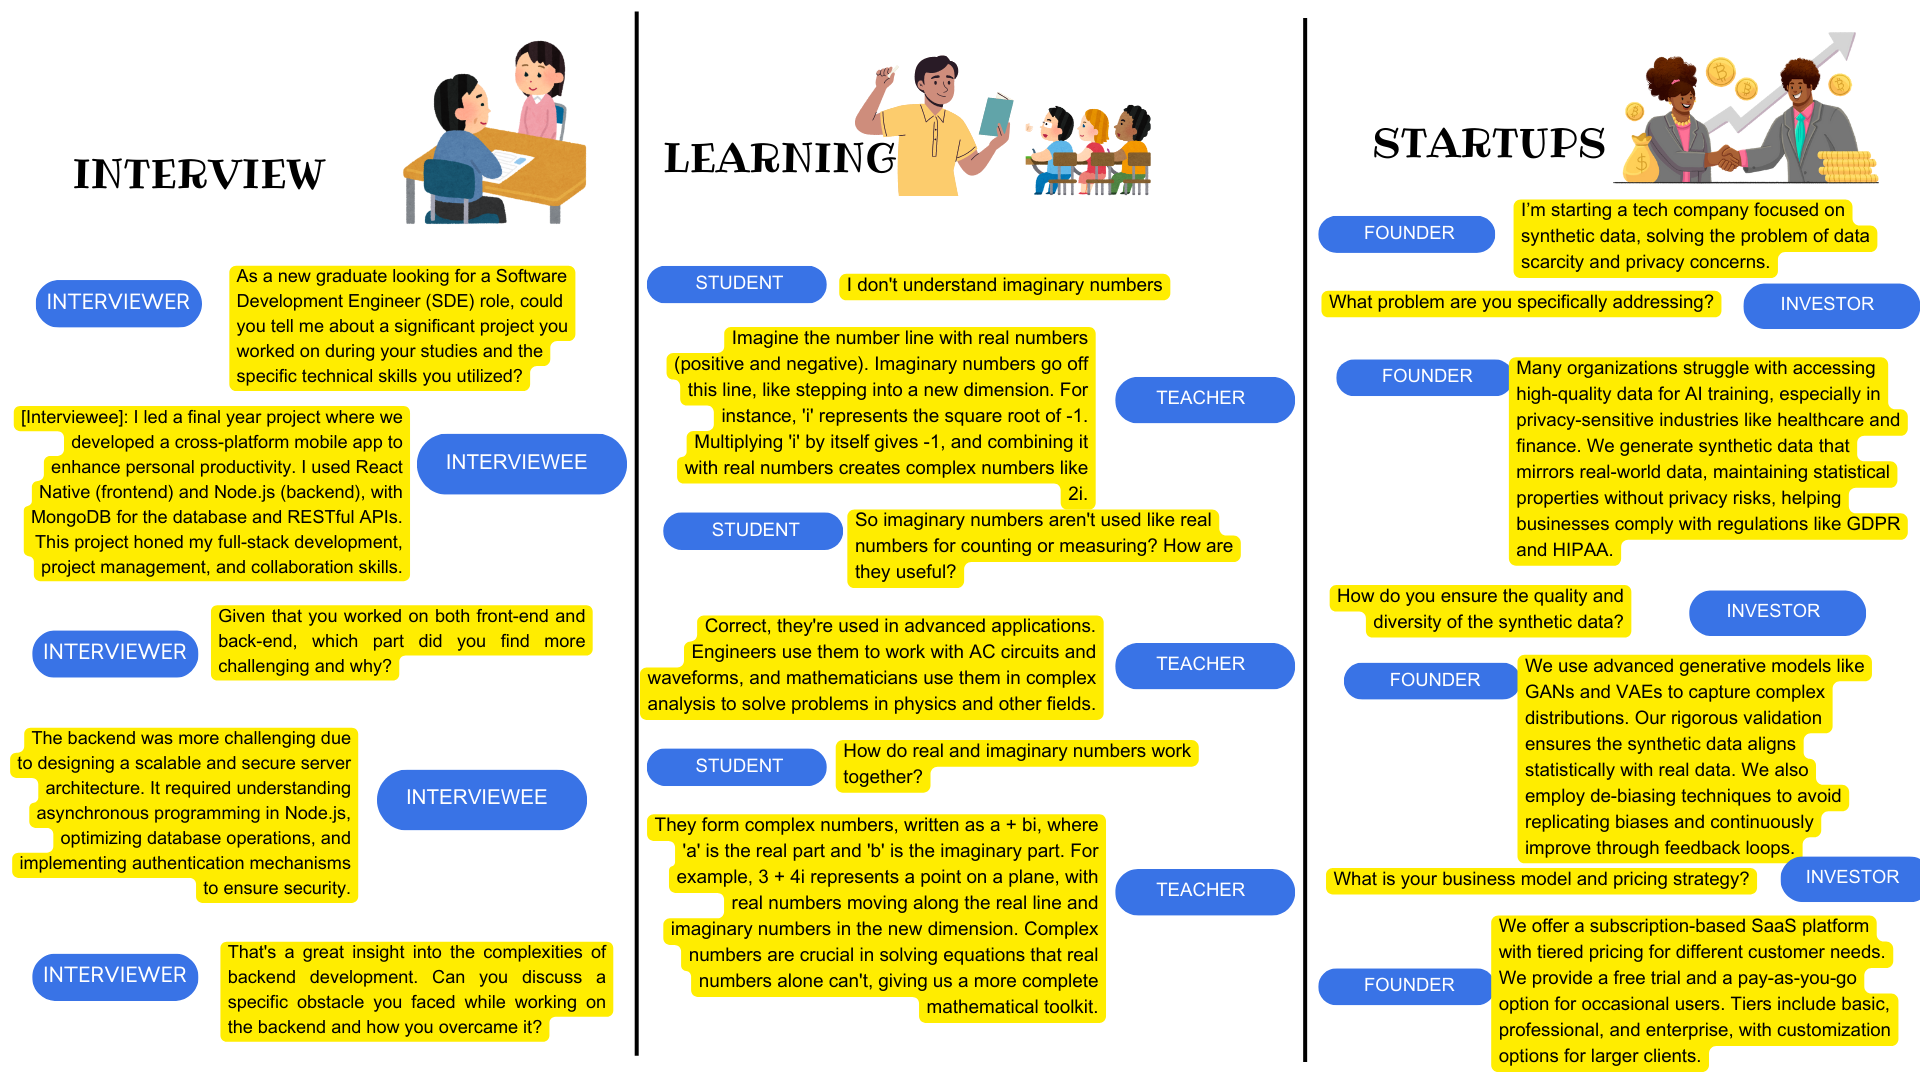 INTERVIEW
INTERVIEWER
As a new graduate looking for a Software
Development Engineer (SDE) role, could
you tell me about a significant project you
worked on during your studies and the
specific technical skills you utilized?
[Interviewee]: I led a final year project where we
developed a cross-platform mobile app to
enhance personal productivity. I used React
Native (frontend) and Node.js (backend), with
MongoDB for the database and RESTful APIs.
This project honed my full-stack development,
project management, and collaboration skills.
INTERVIEWEE
INTERVIEWER
Given that you worked on both front-end and
back-end, which part did you find more
challenging and why?
The backend was more challenging due
to designing a scalable and secure server
architecture. It required understanding
asynchronous programming in Node.js,
optimizing database operations, and
implementing authentication mechanisms
to ensure security.
INTERVIEWEE
INTERVIEWER
That's a great insight into the complexities of
backend development. Can you discuss a
specific obstacle you faced while working on
the backend and how you overcame it?
LEARNING
STUDENT
I don't understand imaginary numbers
Imagine the number line with real numbers
(positive and negative). Imaginary numbers go off
this line, like stepping into a new dimension. For
instance, 'i' represents the square root of -1.
Multiplying 'i' by itself gives -1, and combining it
with real numbers creates complex numbers like
2i.
TEACHER
STUDENT
So imaginary numbers aren't used like real
numbers for counting or measuring? How are
they useful?
Correct, they're used in advanced applications.
Engineers use them to work with AC circuits and
waveforms, and mathematicians use them in complex
analysis to solve problems in physics and other fields.
TEACHER
STUDENT
How do real and imaginary numbers work
together?
They form complex numbers, written as a + bi, where
'a' is the real part and 'b' is the imaginary part. For
example, 3 + 4i represents a point on a plane, with
real numbers moving along the real line and
imaginary numbers in the new dimension. Complex
numbers are crucial in solving equations that real
numbers alone can't, giving us a more complete
mathematical toolkit.
TEACHER
STARTUPS
FOUNDER
I'm starting a tech company focused on
synthetic data, solving the problem of data
scarcity and privacy concerns.
What problem are you specifically addressing?
INVESTOR
FOUNDER
Many organizations struggle with accessing
high-quality data for AI training, especially in
privacy-sensitive industries like healthcare and
finance. We generate synthetic data that
mirrors real-world data, maintaining statistical
properties without privacy risks, helping
businesses comply with regulations like GDPR
and HIPAA.
How do you ensure the quality and
diversity of the synthetic data?
INVESTOR
FOUNDER
We use advanced generative models like
GANs and VAEs to capture complex
distributions. Our rigorous validation
ensures the synthetic data aligns
statistically with real data. We also
employ de-biasing techniques to avoid
replicating biases and continuously
improve through feedback loops.
What is your business model and pricing strategy?
INVESTOR
FOUNDER
We offer a subscription-based SaaS platform
with tiered pricing for different customer needs.
We provide a free trial and a pay-as-you-go
option for occasional users. Tiers include basic,
professional, and enterprise, with customization
options for larger clients.